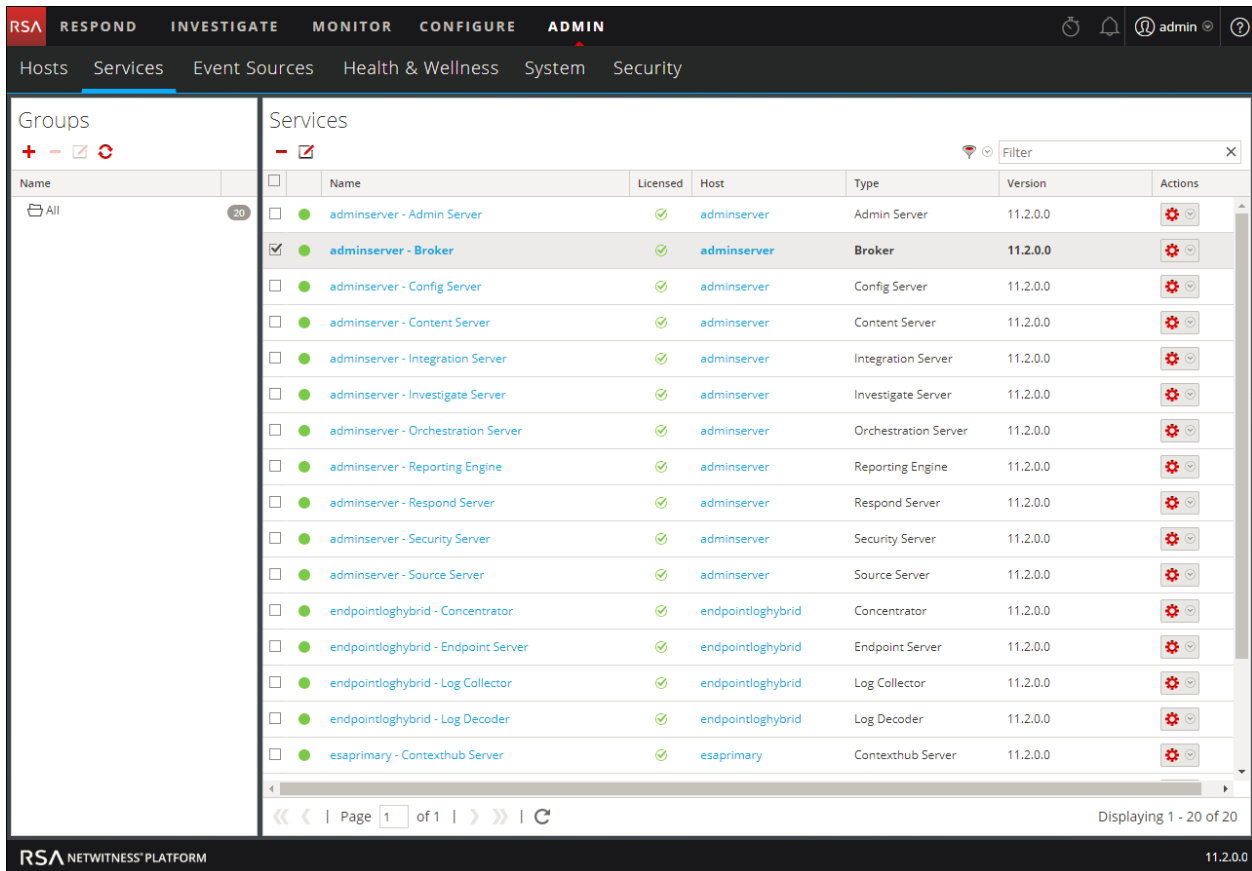 RSA RESPOND INVESTIGATE MONITOR CONFIGURE ADMIN admin ?
Hosts Services Event Sources Health & Wellness System Security
Groups
Name
All 20
Services
Filter
Name Licensed Host Type Version Actions
adminserver - Admin Server adminserver Admin Server 11.2.0.0
adminserver - Broker adminserver Broker 11.2.0.0
adminserver - Config Server adminserver Config Server 11.2.0.0
adminserver - Content Server adminserver Content Server 11.2.0.0
adminserver - Integration Server adminserver Integration Server 11.2.0.0
adminserver - Investigate Server adminserver Investigate Server 11.2.0.0
adminserver - Orchestration Server adminserver Orchestration Server 11.2.0.0
adminserver - Reporting Engine adminserver Reporting Engine 11.2.0.0
adminserver - Respond Server adminserver Respond Server 11.2.0.0
adminserver - Security Server adminserver Security Server 11.2.0.0
adminserver - Source Server adminserver Source Server 11.2.0.0
endpointloghybrid - Concentrator endpointloghybrid Concentrator 11.2.0.0
endpointloghybrid - Endpoint Server endpointloghybrid Endpoint Server 11.2.0.0
endpointloghybrid - Log Collector endpointloghybrid Log Collector 11.2.0.0
endpointloghybrid - Log Decoder endpointloghybrid Log Decoder 11.2.0.0
esaprimary - Contexthub Server esaprimary Contexthub Server 11.2.0.0
| Page 1 of 1 | | Displaying 1 - 20 of 20
RSA NETWITNESS® PLATFORM 11.2.0.0